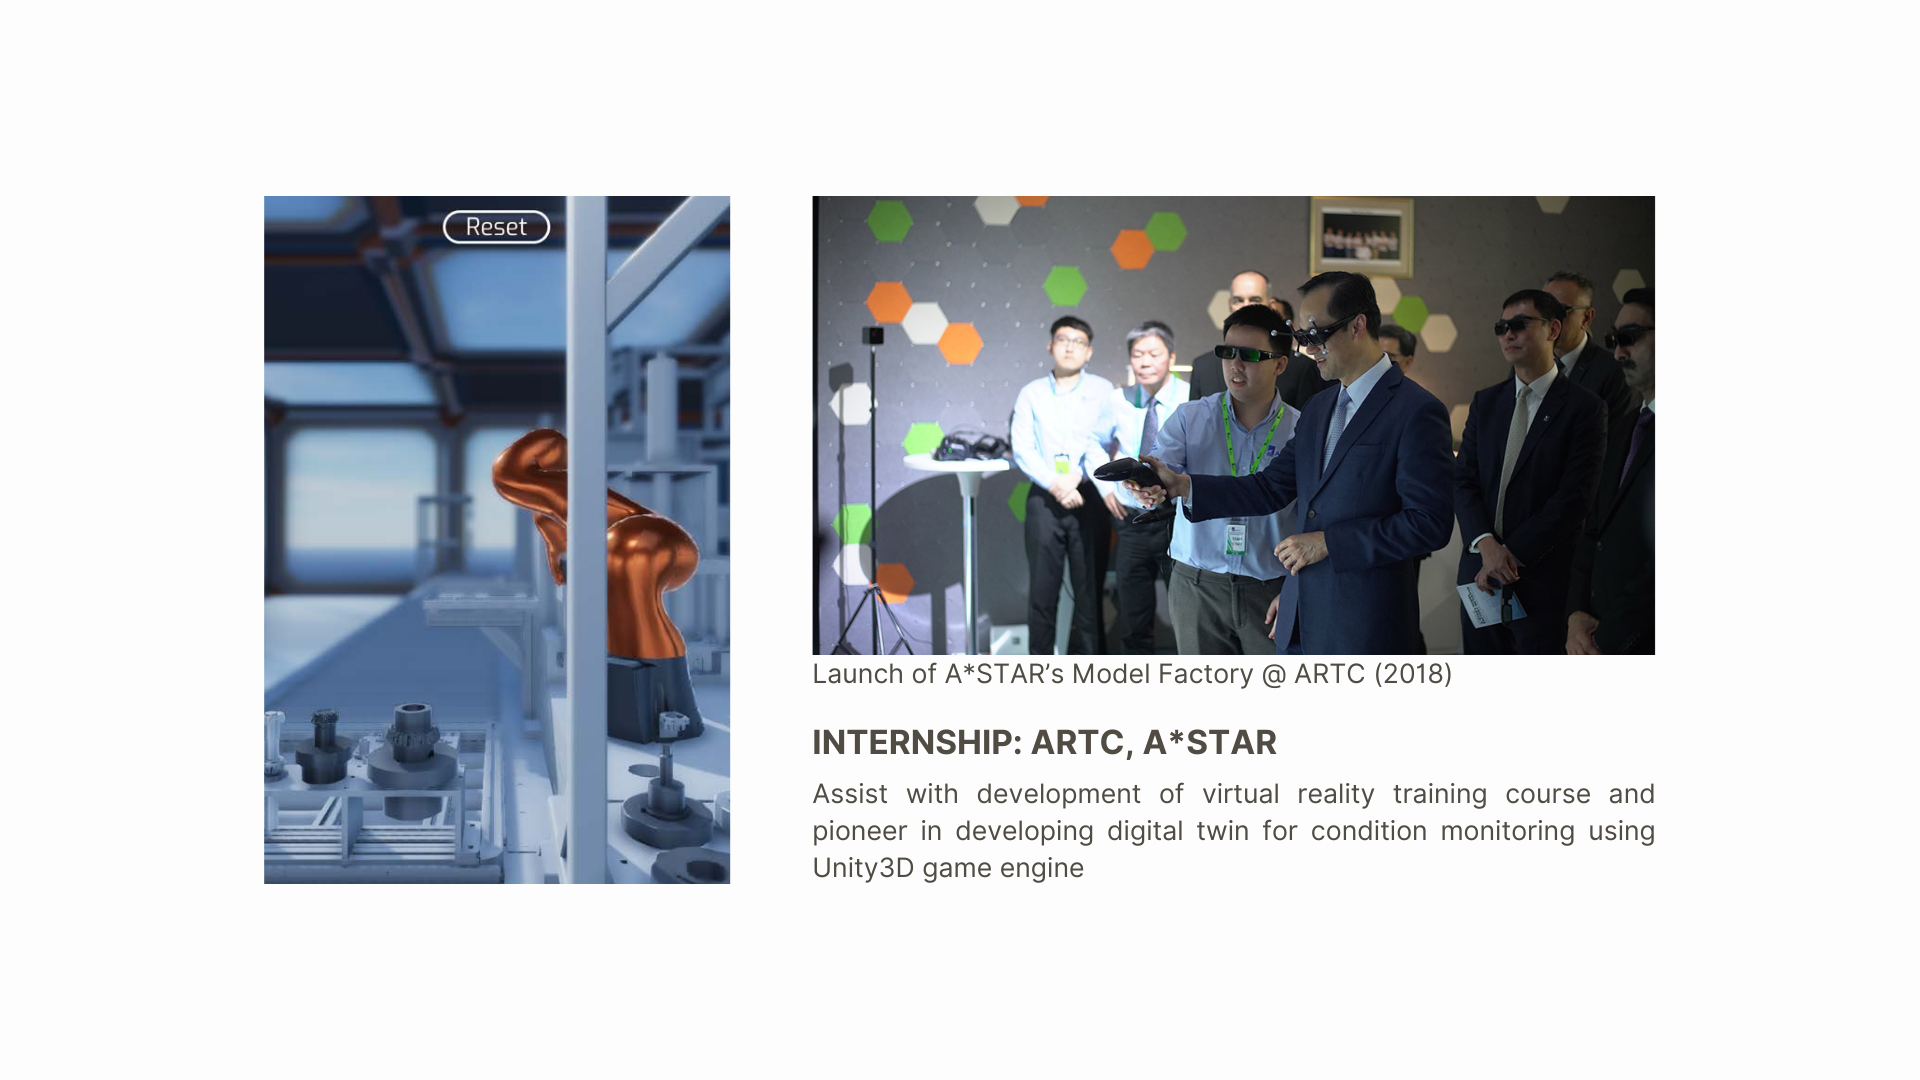 Reset
Launch of A*STAR’s Model Factory @ ARTC (2018)
INTERNSHIP: ARTC, A*STAR
Assist with development of virtual reality training course and
pioneer in developing digital twin for condition monitoring using
Unity3D game engine